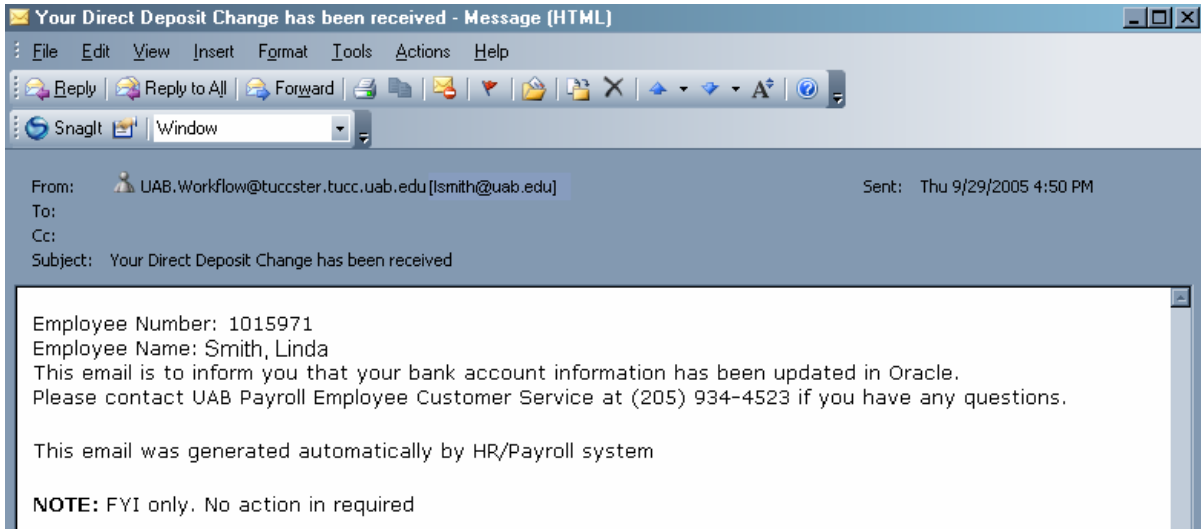 Your Direct Deposit Change has been received - Message (HTML)
File Edit View Insert Format Tools Actions Help
Reply Reply to All Forward
SnagIt Window
From: UAB.Workflow@tuccster.tucc.uab.edu [lsmith@uab.edu] Sent: Thu 9/29/2005 4:50 PM
To:
Cc:
Subject: Your Direct Deposit Change has been received
Employee Number: 1015971
Employee Name: Smith, Linda
This email is to inform you that your bank account information has been updated in Oracle.
Please contact UAB Payroll Employee Customer Service at (205) 934-4523 if you have any questions.
This email was generated automatically by HR/Payroll system
NOTE: FYI only. No action in required